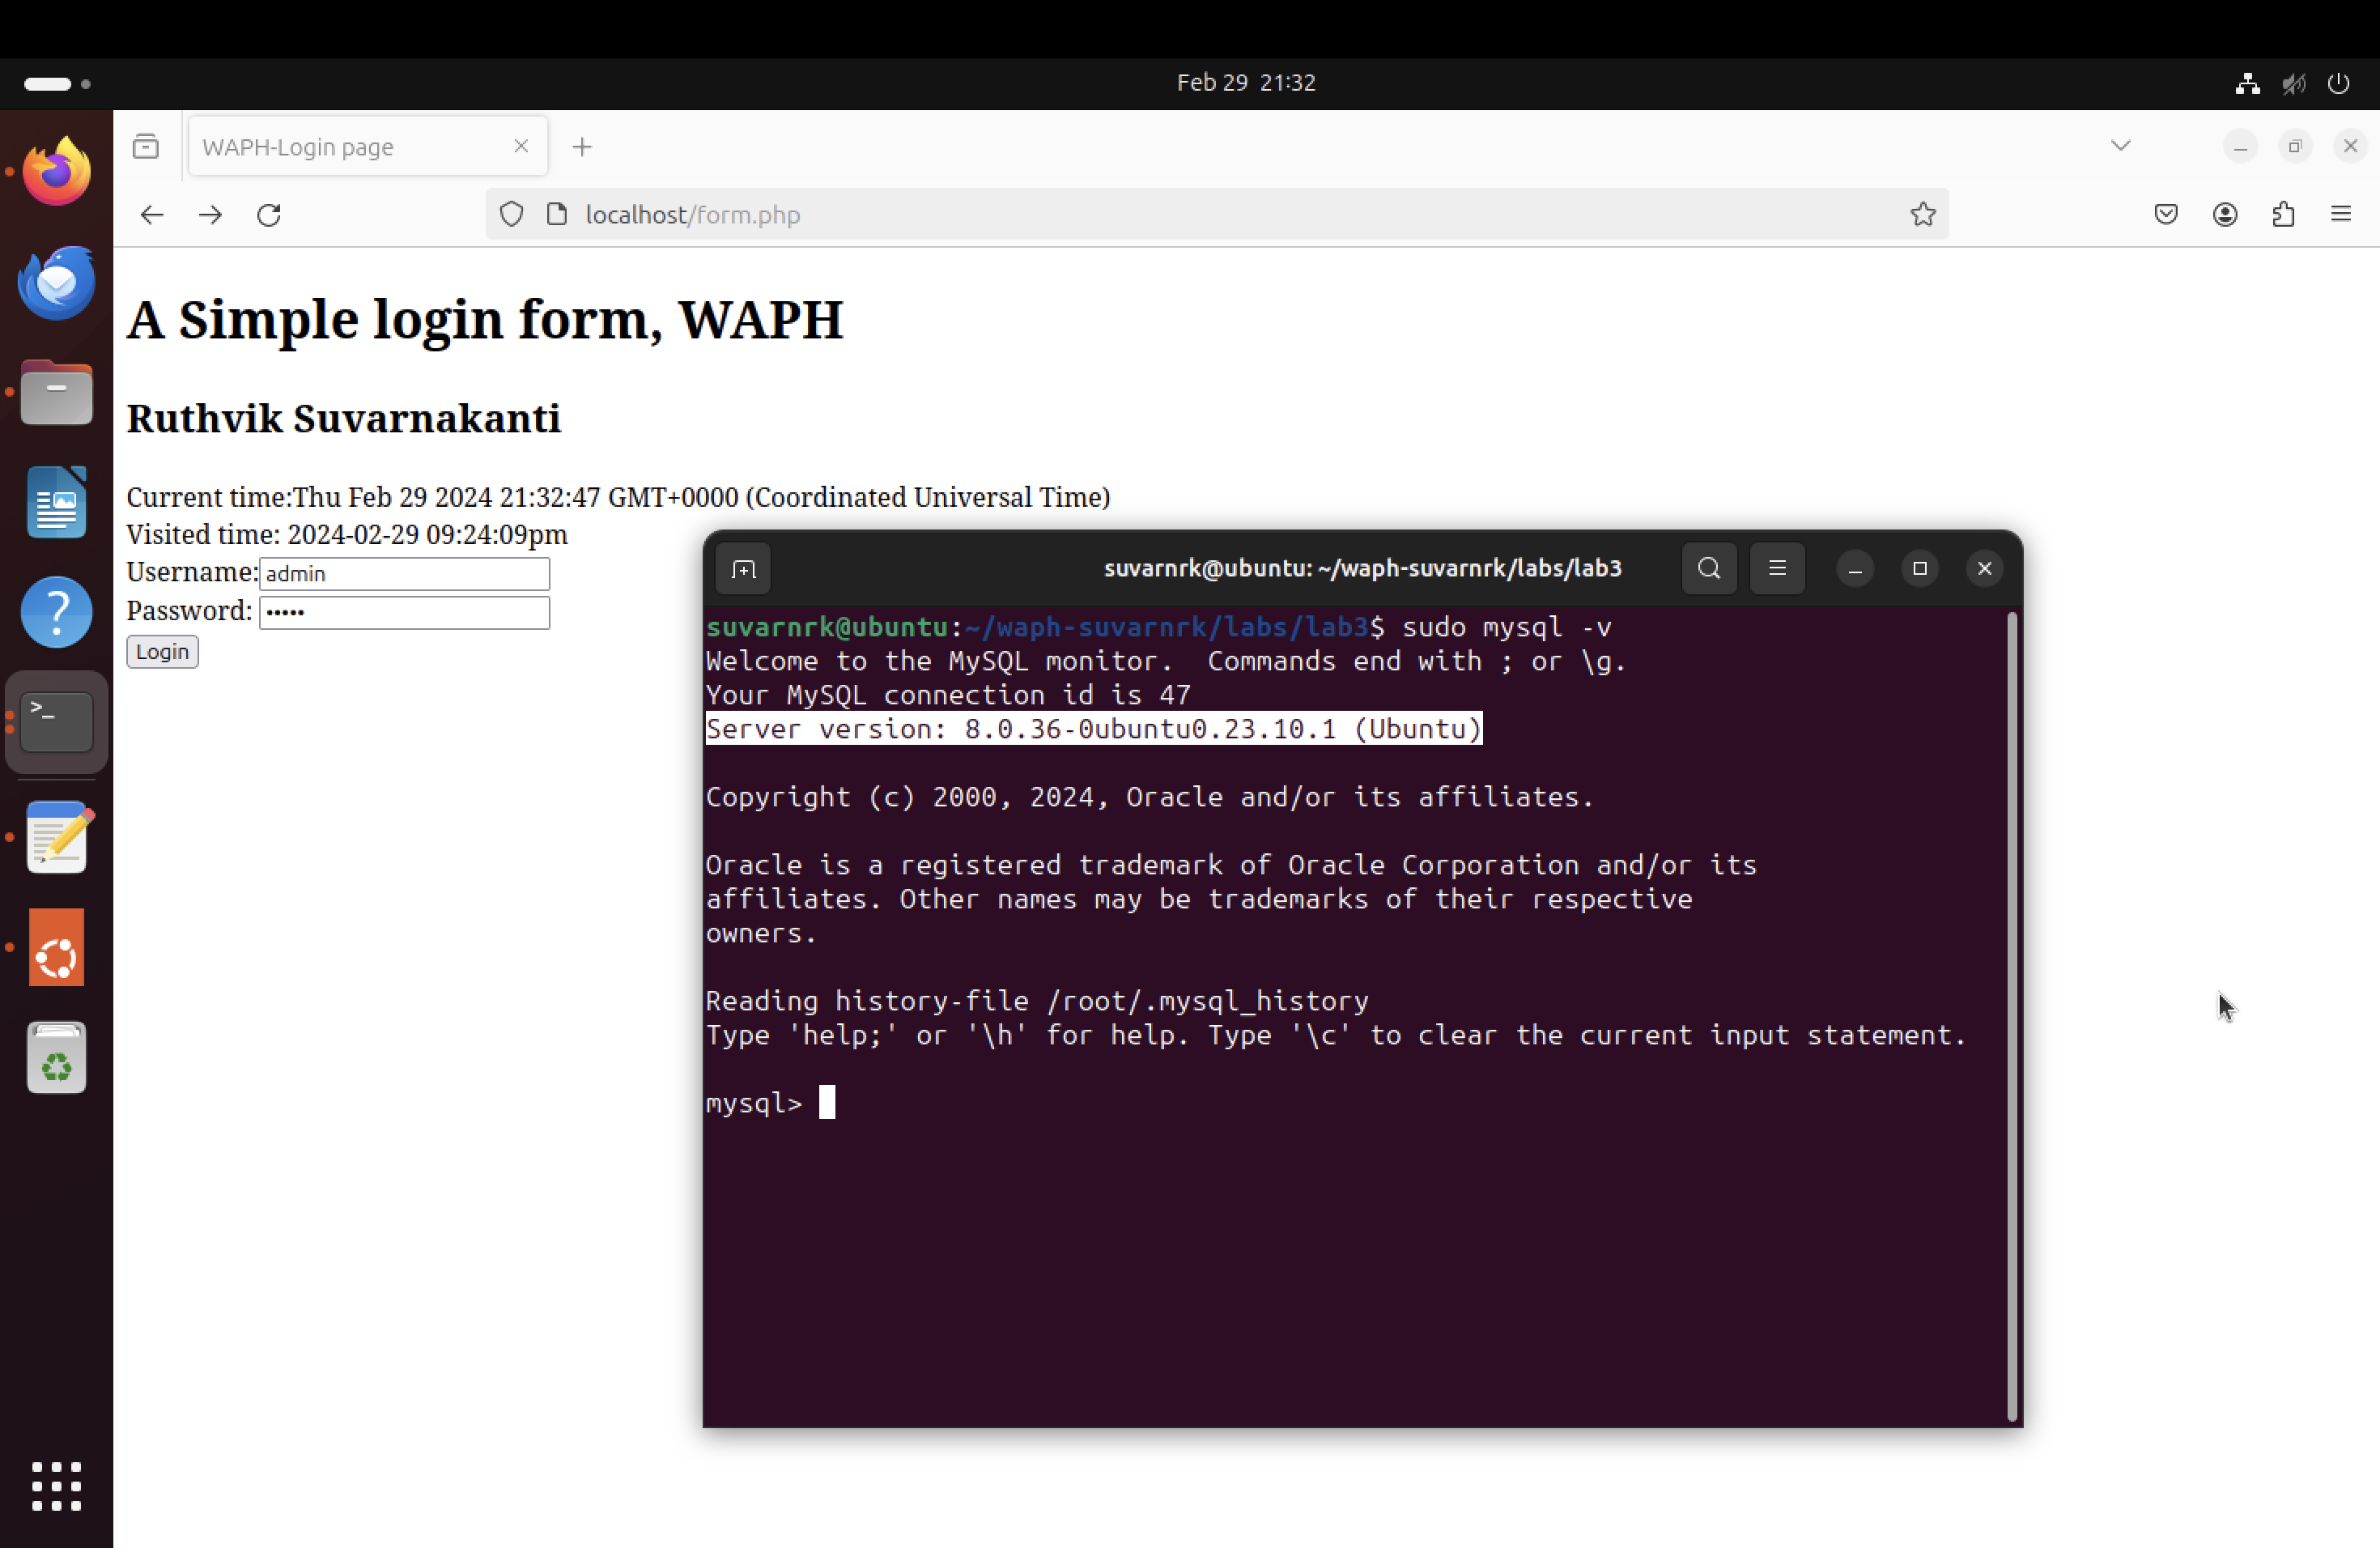 Feb 29 21:32
WAPH-Login page
localhost/form.php
A Simple login form, WAPH
Ruthvik Suvarnakanti
Current time:Thu Feb 29 2024 21:32:47 GMT+0000 (Coordinated Universal Time)
Visited time: 2024-02-29 09:24:09pm
Username: admin
Password: •••••
Login
suvarnrk@ubuntu: ~/waph-suvarnrk/labs/lab3
suvarnrk@ubuntu:~/waph-suvarnrk/labs/lab3$ sudo mysql -v
Welcome to the MySQL monitor.  Commands end with ; or \g.
Your MySQL connection id is 47
Server version: 8.0.36-0ubuntu0.23.10.1 (Ubuntu)
Copyright (c) 2000, 2024, Oracle and/or its affiliates.
Oracle is a registered trademark of Oracle Corporation and/or its
affiliates. Other names may be trademarks of their respective
owners.
Reading history-file /root/.mysql_history
Type 'help;' or '\h' for help. Type '\c' to clear the current input statement.
mysql>